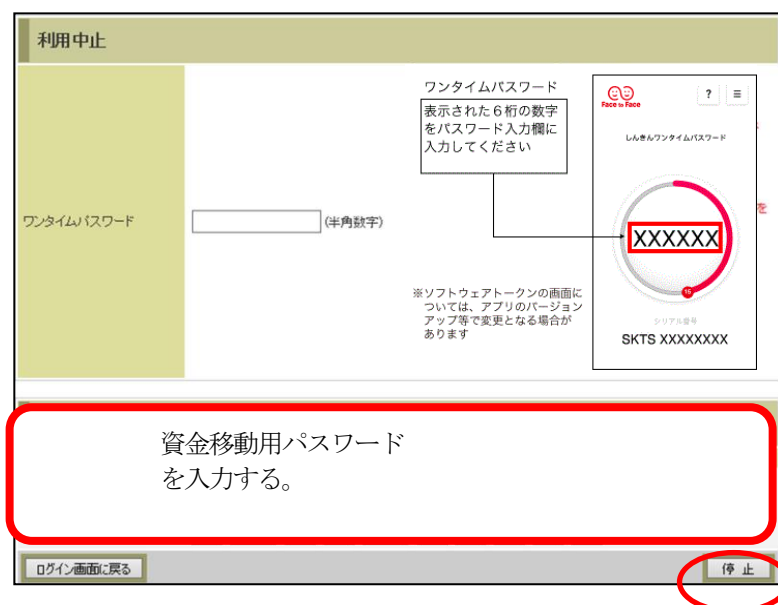 利用中止
ワンタイムパスワード
(半角数字)
ワンタイムパスワード
表示された6桁の数字
をパスワード入力欄に
入力してください
※ソフトウェアトークンの画面に
ついては、アプリのバージョン
アップ等で変更となる場合が
あります
Face to Face
?
≡
しんきんワンタイムパスワード
XXXXXX
15
シリアル番号
SKTS XXXXXXXX
を
資金移動用パスワード
を入力する。
ログイン画面に戻る
停 止